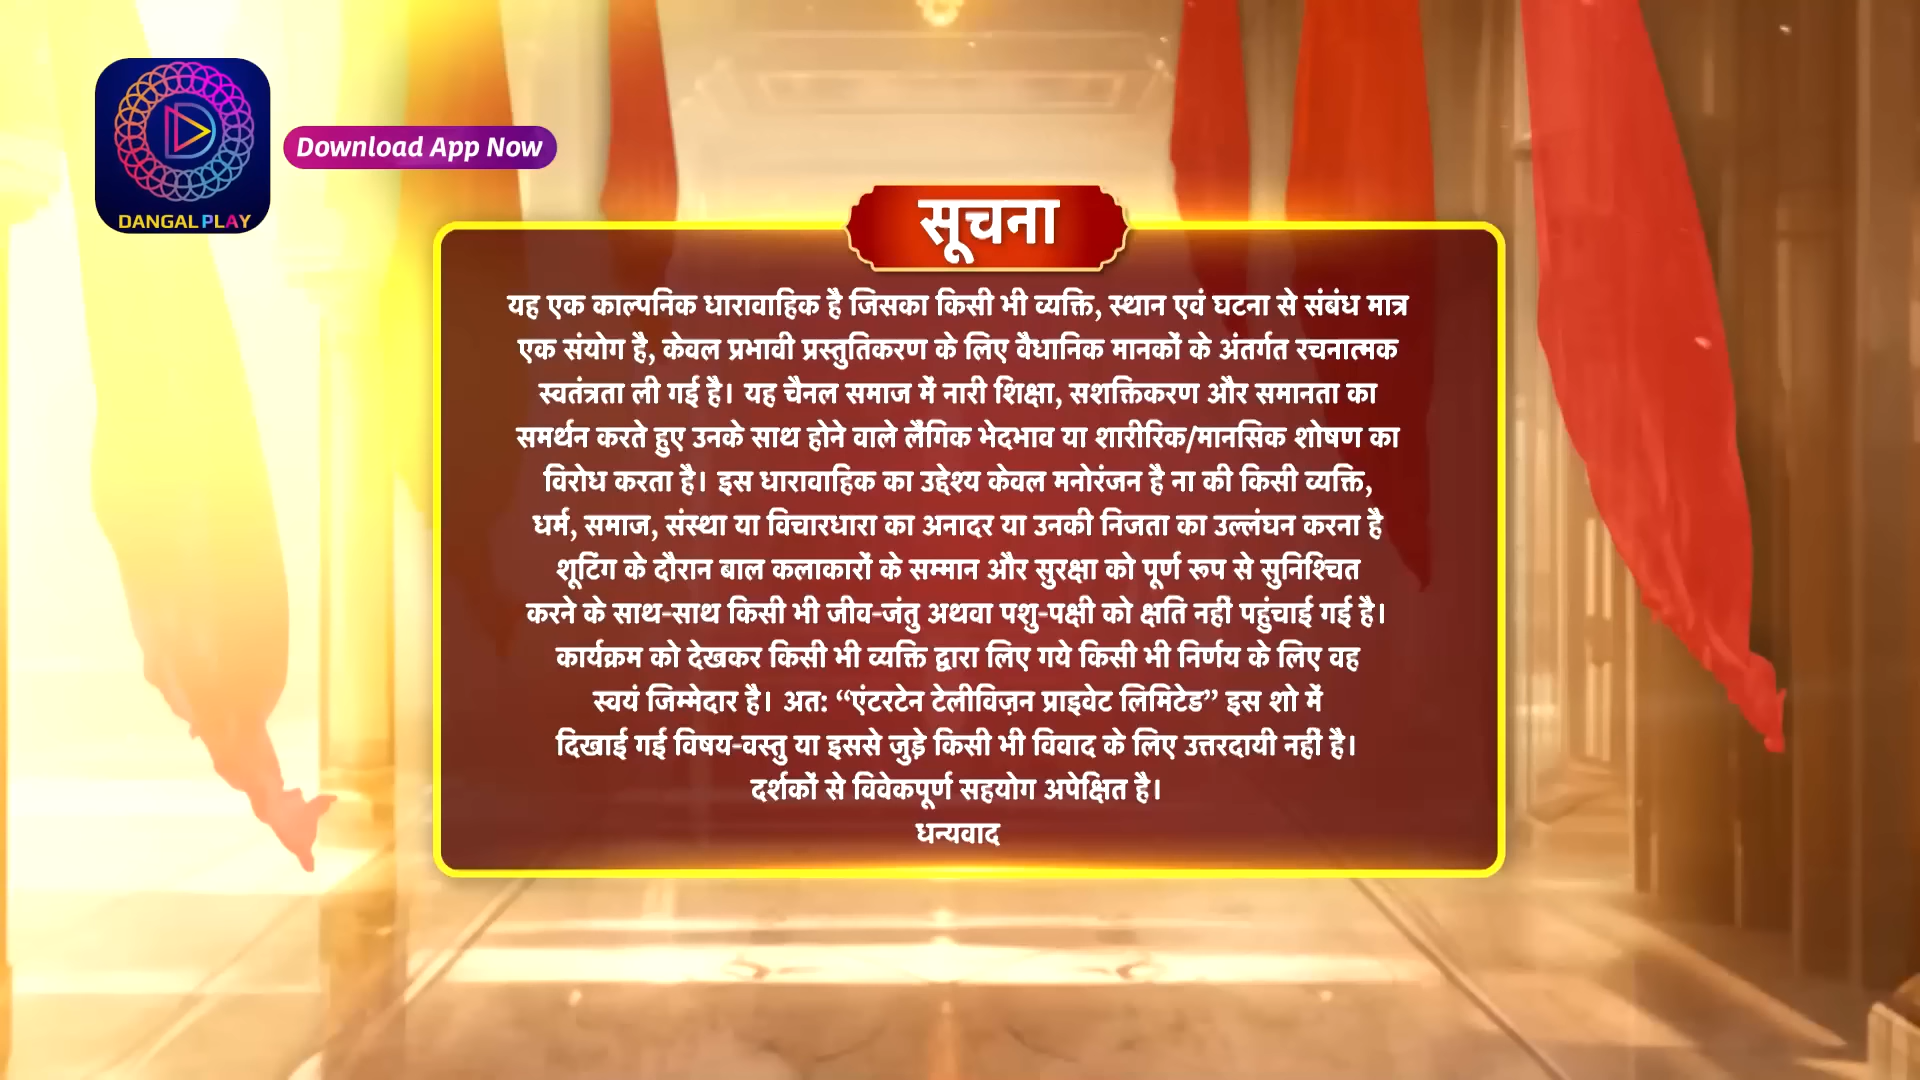 DANGAL PLAY
Download App Now
सूचना
यह एक काल्पनिक धारावाहिक है जिसका किसी भी व्यक्ति, स्थान एवं घटना से संबंध मात्र
एक संयोग है, केवल प्रभावी प्रस्तुतिकरण के लिए वैधानिक मानकों के अंतर्गत रचनात्मक
स्वतंत्रता ली गई है। यह चैनल समाज में नारी शिक्षा, सशक्तिकरण और समानता का
समर्थन करते हुए उनके साथ होने वाले लैंगिक भेदभाव या शारीरिक/मानसिक शोषण का
विरोध करता है। इस धारावाहिक का उद्देश्य केवल मनोरंजन है ना की किसी व्यक्ति,
धर्म, समाज, संस्था या विचारधारा का अनादर या उनकी निजता का उल्लंघन करना है
शूटिंग के दौरान बाल कलाकारों के सम्मान और सुरक्षा को पूर्ण रूप से सुनिश्चित
करने के साथ-साथ किसी भी जीव-जंतु अथवा पशु-पक्षी को क्षति नहीं पहुंचाई गई है।
कार्यक्रम को देखकर किसी भी व्यक्ति द्वारा लिए गये किसी भी निर्णय के लिए वह
स्वयं जिम्मेदार है। अत: “एंटरटेन टेलीविज़न प्राइवेट लिमिटेड” इस शो में
दिखाई गई विषय-वस्तु या इससे जुड़े किसी भी विवाद के लिए उत्तरदायी नहीं है।
दर्शकों से विवेकपूर्ण सहयोग अपेक्षित है।
धन्यवाद